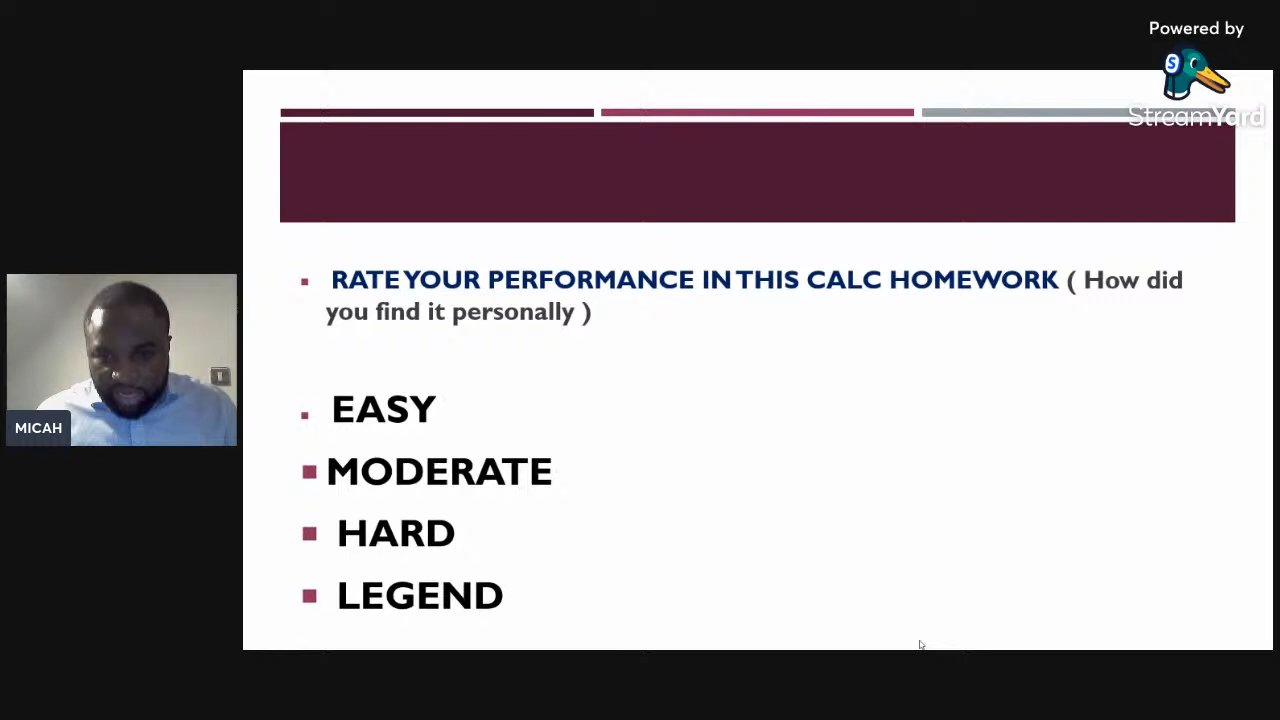 Powered by
StreamYard
RATE YOUR PERFORMANCE IN THIS CALC HOMEWORK ( How did
you find it personally )
EASY
MODERATE
HARD
LEGEND
MICAH